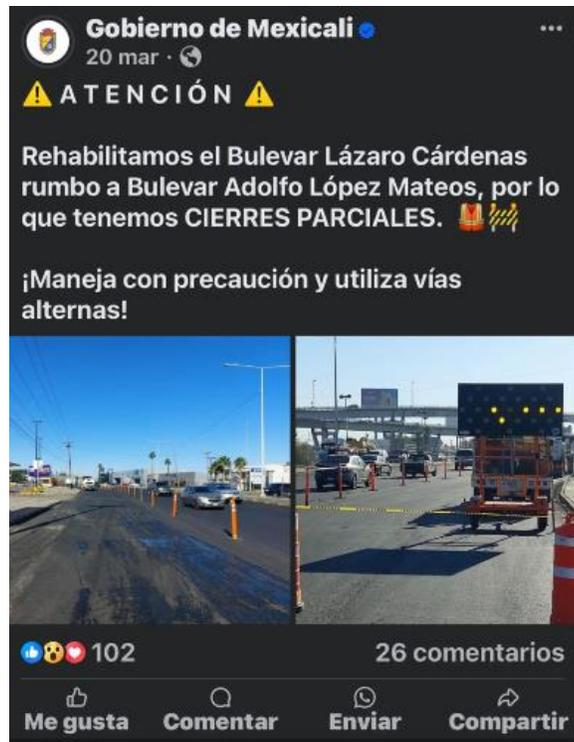 Gobierno de Mexicali
20 mar ·
⚠️ A T E N C I Ó N ⚠️
Rehabilitamos el Bulevar Lázaro Cárdenas
rumbo a Bulevar Adolfo López Mateos, por lo
que tenemos CIERRES PARCIALES. 🦺🚧
¡Maneja con precaución y utiliza vías
alternas!
102
26 comentarios
Me gusta
Comentar
Enviar
Compartir